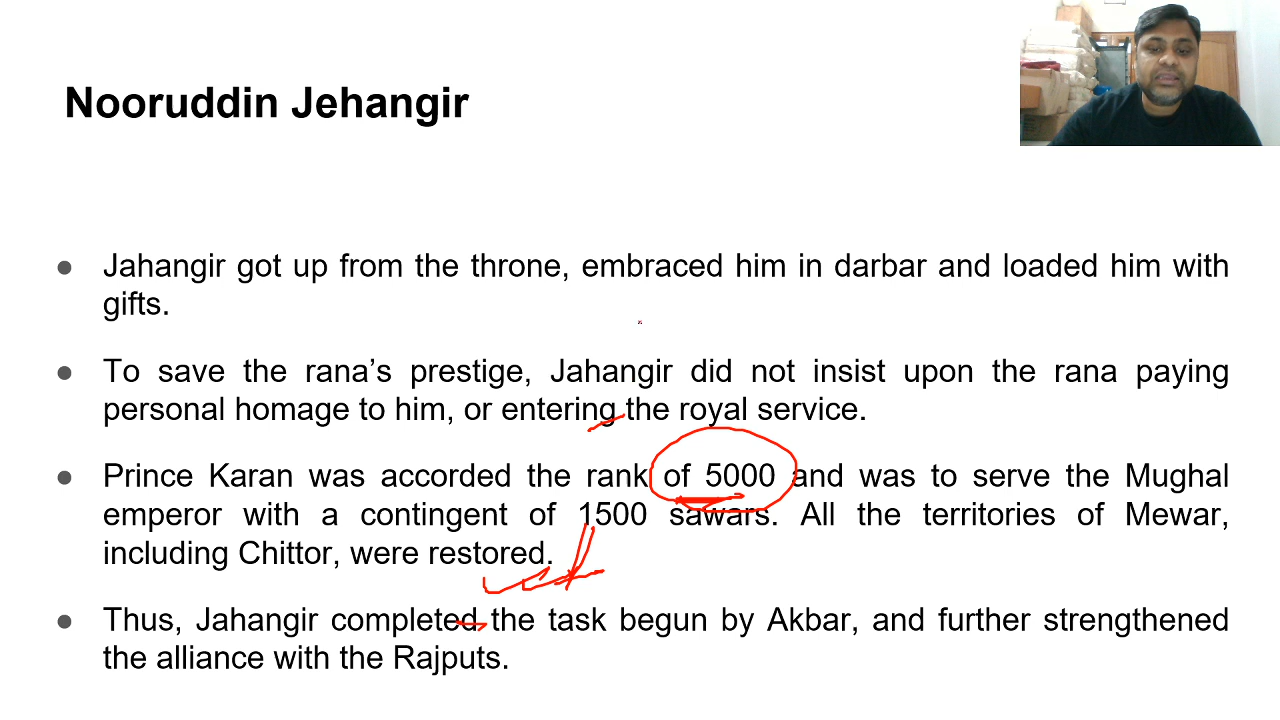 Nooruddin Jehangir
● Jahangir got up from the throne, embraced him in darbar and loaded him with
gifts.
● To save the rana’s prestige, Jahangir did not insist upon the rana paying
personal homage to him, or entering the royal service.
● Prince Karan was accorded the rank of 5000 and was to serve the Mughal
emperor with a contingent of 1500 sawars. All the territories of Mewar,
including Chittor, were restored.
● Thus, Jahangir completed the task begun by Akbar, and further strengthened
the alliance with the Rajputs.